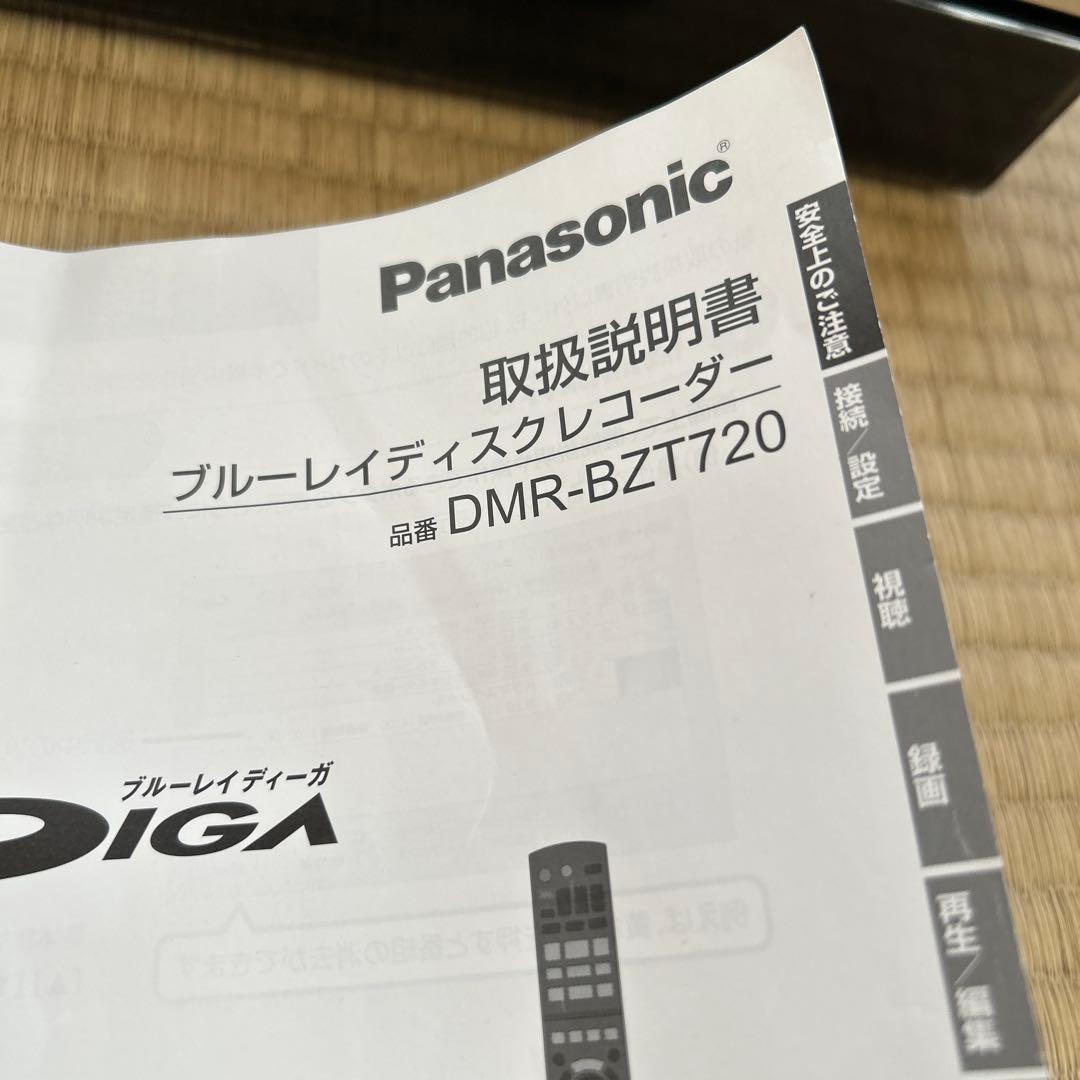 Panasonic®
取扱説明書
ブルーレイディスクレコーダー
品番 DMR-BZT720
ブルーレイディーガ
DIGA
安全上のご注意
接続/設定
視聴
録画
再生/編集